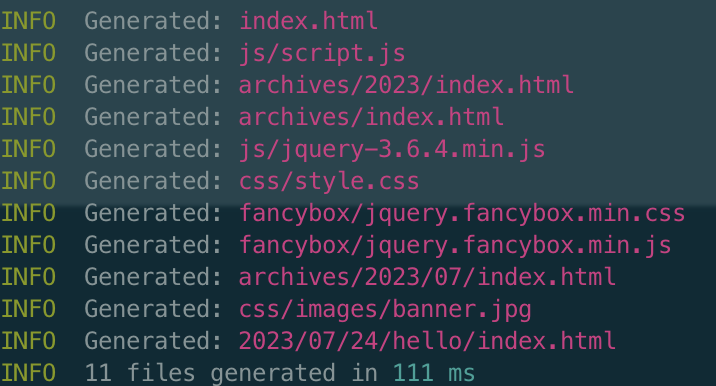 INFO  Generated: index.html
INFO  Generated: js/script.js
INFO  Generated: archives/2023/index.html
INFO  Generated: archives/index.html
INFO  Generated: js/jquery-3.6.4.min.js
INFO  Generated: css/style.css
INFO  Generated: fancybox/jquery.fancybox.min.css
INFO  Generated: fancybox/jquery.fancybox.min.js
INFO  Generated: archives/2023/07/index.html
INFO  Generated: css/images/banner.jpg
INFO  Generated: 2023/07/24/hello/index.html
INFO  11 files generated in 111 ms